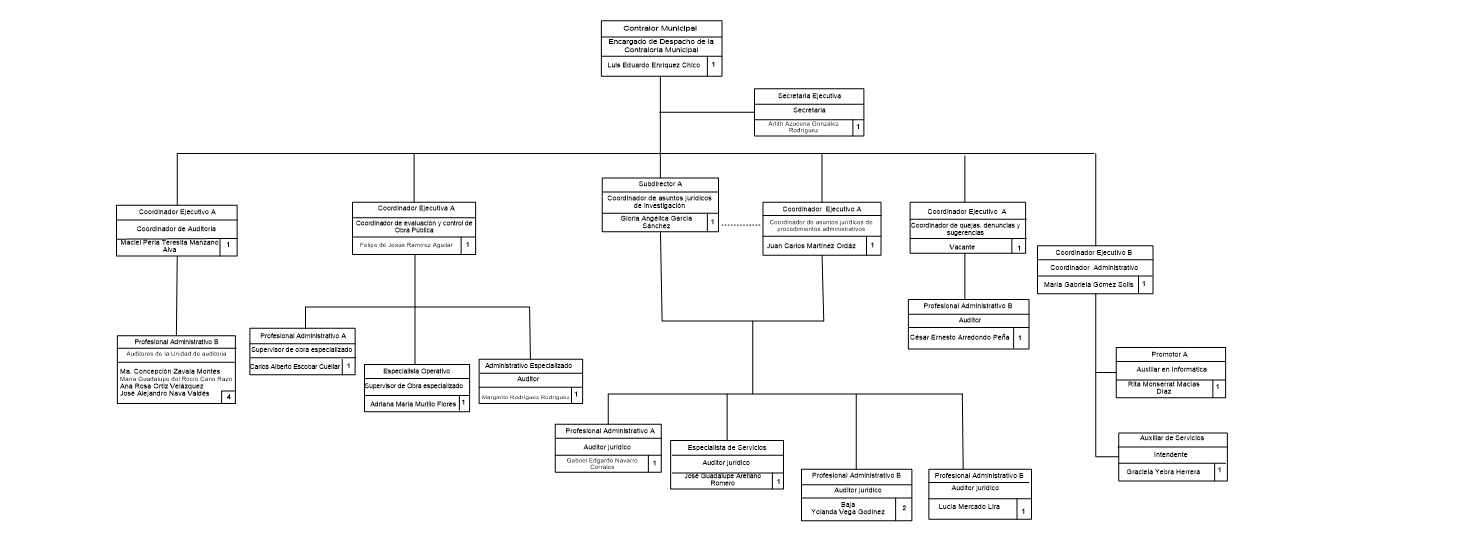 Contralor Municipal
Encargado de Despacho de la
Contraloría Municipal
Luis Eduardo Enríquez Chico
1
Secretaria Ejecutiva
Secretaria
Arlith Azucena González
Rodríguez
1
Coordinador Ejecutivo A
Coordinador de Auditoría
Maciel Perla Teresita Manzano
Alva
1
Coordinador Ejecutiva A
Coordinador de evaluación y control de
Obra Pública
Felipe de Jesús Ramírez Aguilar
1
Subdirector A
Coordinador de asuntos jurídicos
de investigación
Gloria Angélica García
Sánchez
1
Coordinador Ejecutivo A
Coordinador de asuntos jurídicos de
procedimientos administrativos
Juan Carlos Martínez Ordáz
1
Coordinador Ejecutivo A
Coordinador de quejas, denuncias y
sugerencias
Vacante
1
Coordinador Ejecutivo B
Coordinador Administrativo
María Gabriela Gómez Solís
1
Profesional Administrativo B
Auditores de la Unidad de auditoría
Ma. Concepción Zavala Montes
María Guadalupe del Rocío Cano Razo
Ana Rosa Ortiz Velázquez
José Alejandro Nava Valdés
4
Profesional Administrativo A
Supervisor de obra especializado
Carlos Alberto Escobar Cuéllar
1
Especialista Operativo
Supervisor de Obra especializado
Adriana María Murillo Flores
1
Administrativo Especializado
Auditor
Margarito Rodríguez Rodríguez
1
Profesional Administrativo B
Auditor
César Ernesto Arredondo Peña
1
Promotor A
Auxiliar en Informática
Rita Monserrat Macías
Díaz
1
Auxiliar de Servicios
Intendente
Graciela Yebra Herrera
1
Profesional Administrativo A
Auditor jurídico
Gabriel Edgardo Navarro
Corrales
1
Especialista de Servicios
Auditor jurídico
José Guadalupe Arellano
Romero
1
Profesional Administrativo B
Auditor jurídico
Baja
Yolanda Vega Godínez
2
Profesional Administrativo B
Auditor jurídico
Lucía Mercado Lira
1